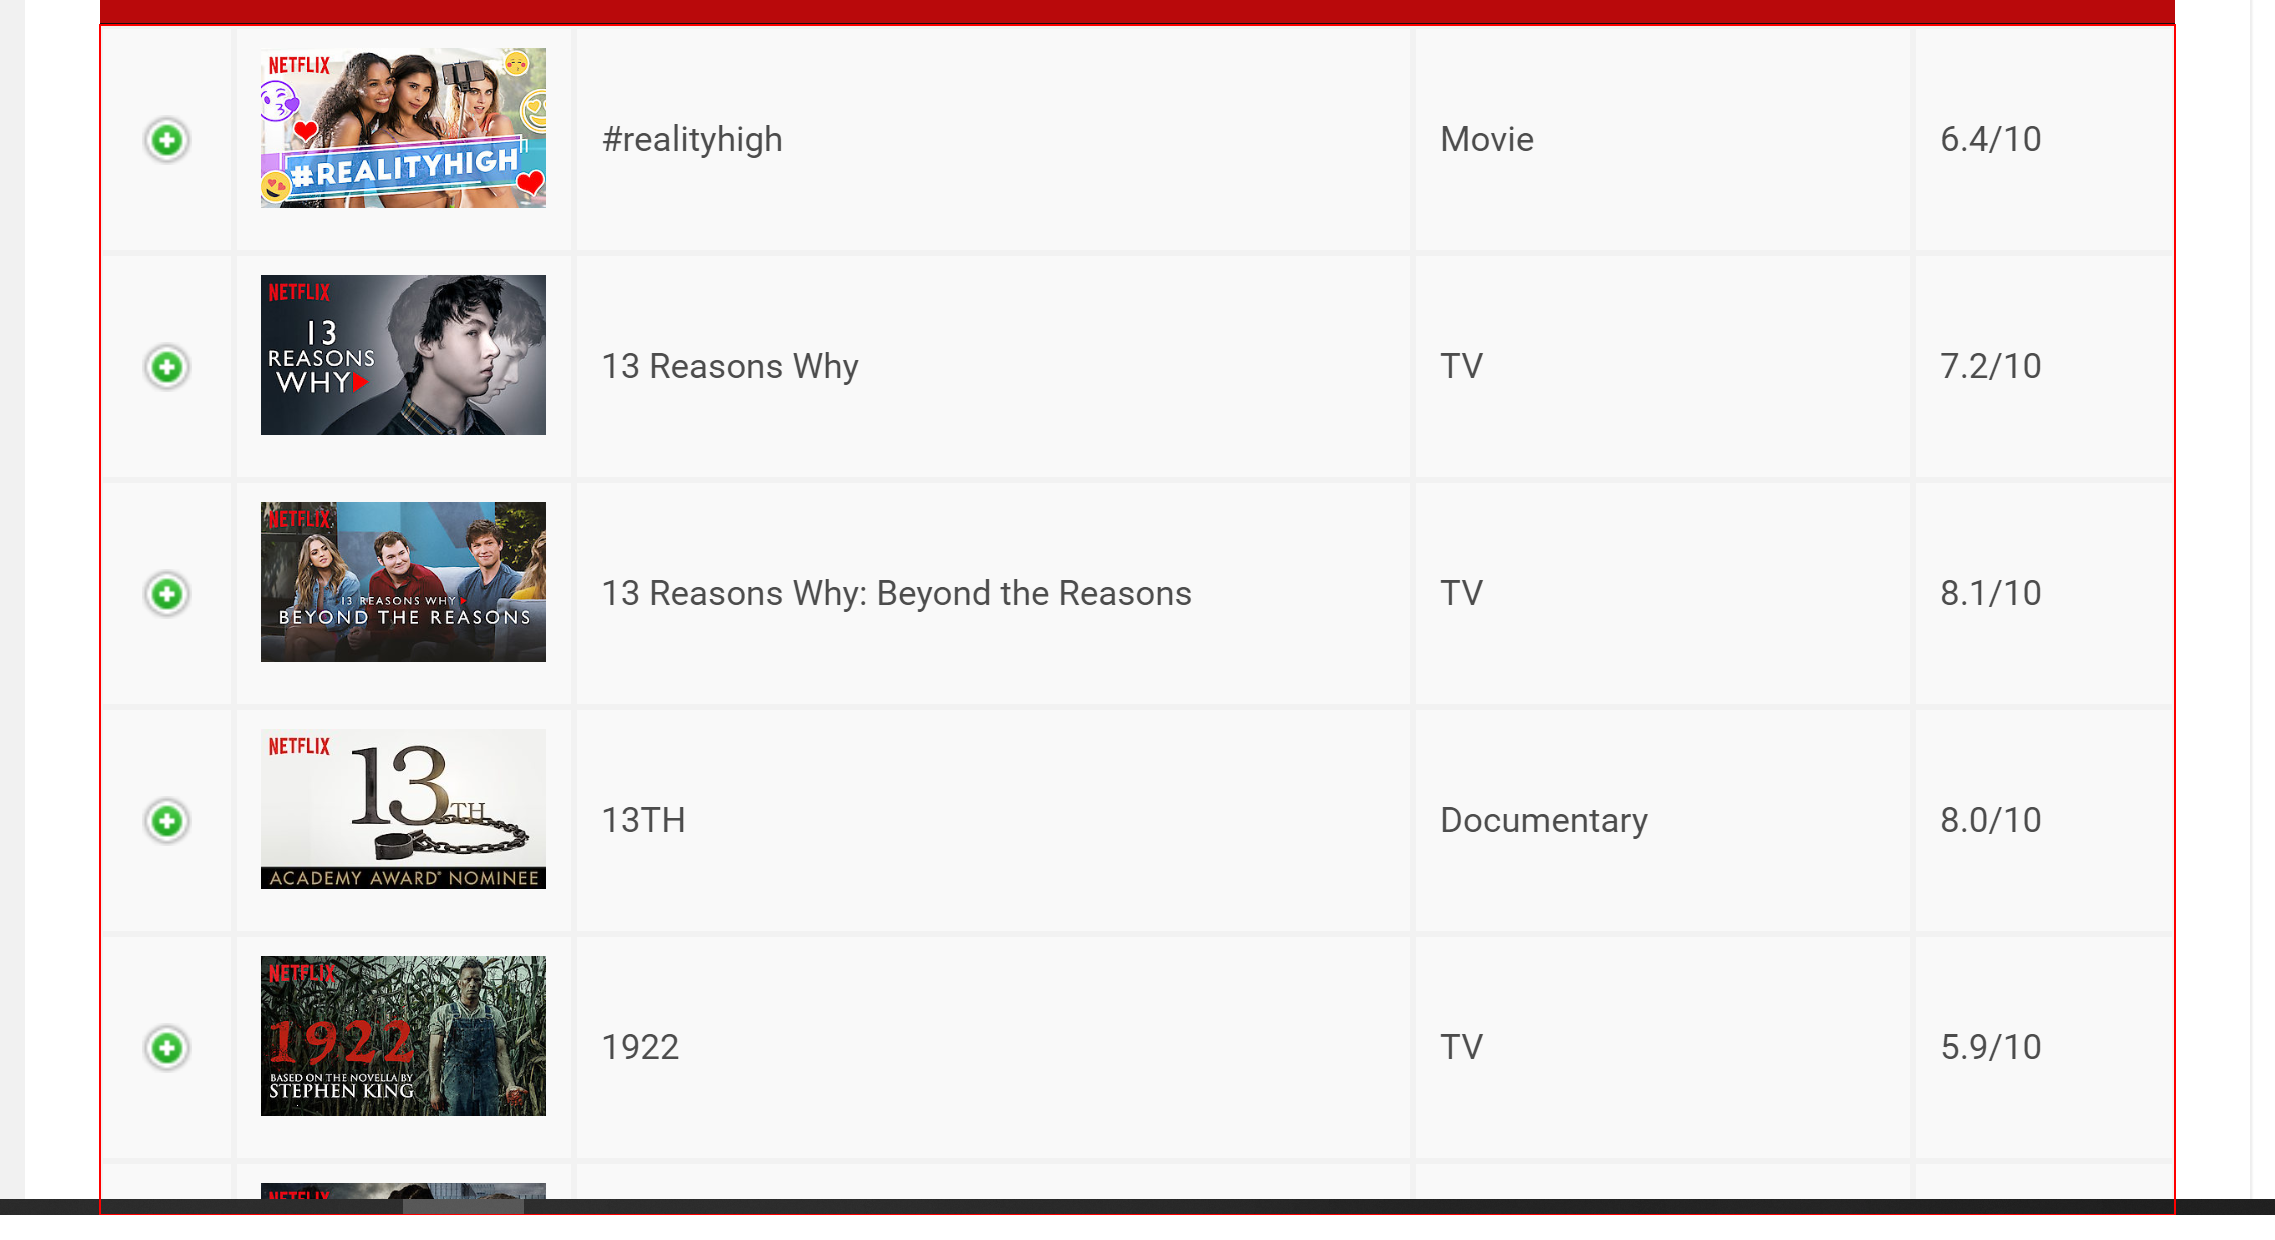 NETFLIX
#REALITYHIGH
#realityhigh
Movie
6.4/10
NETFLIX
13
REASONS
WHY
13 Reasons Why
TV
7.2/10
NETFLIX
13 REASONS WHY
BEYOND THE REASONS
13 Reasons Why: Beyond the Reasons
TV
8.1/10
NETFLIX
13TH
ACADEMY AWARD® NOMINEE
13TH
Documentary
8.0/10
NETFLIX
1922
BASED ON THE NOVELLA BY
STEPHEN KING
1922
TV
5.9/10
NETFLIX